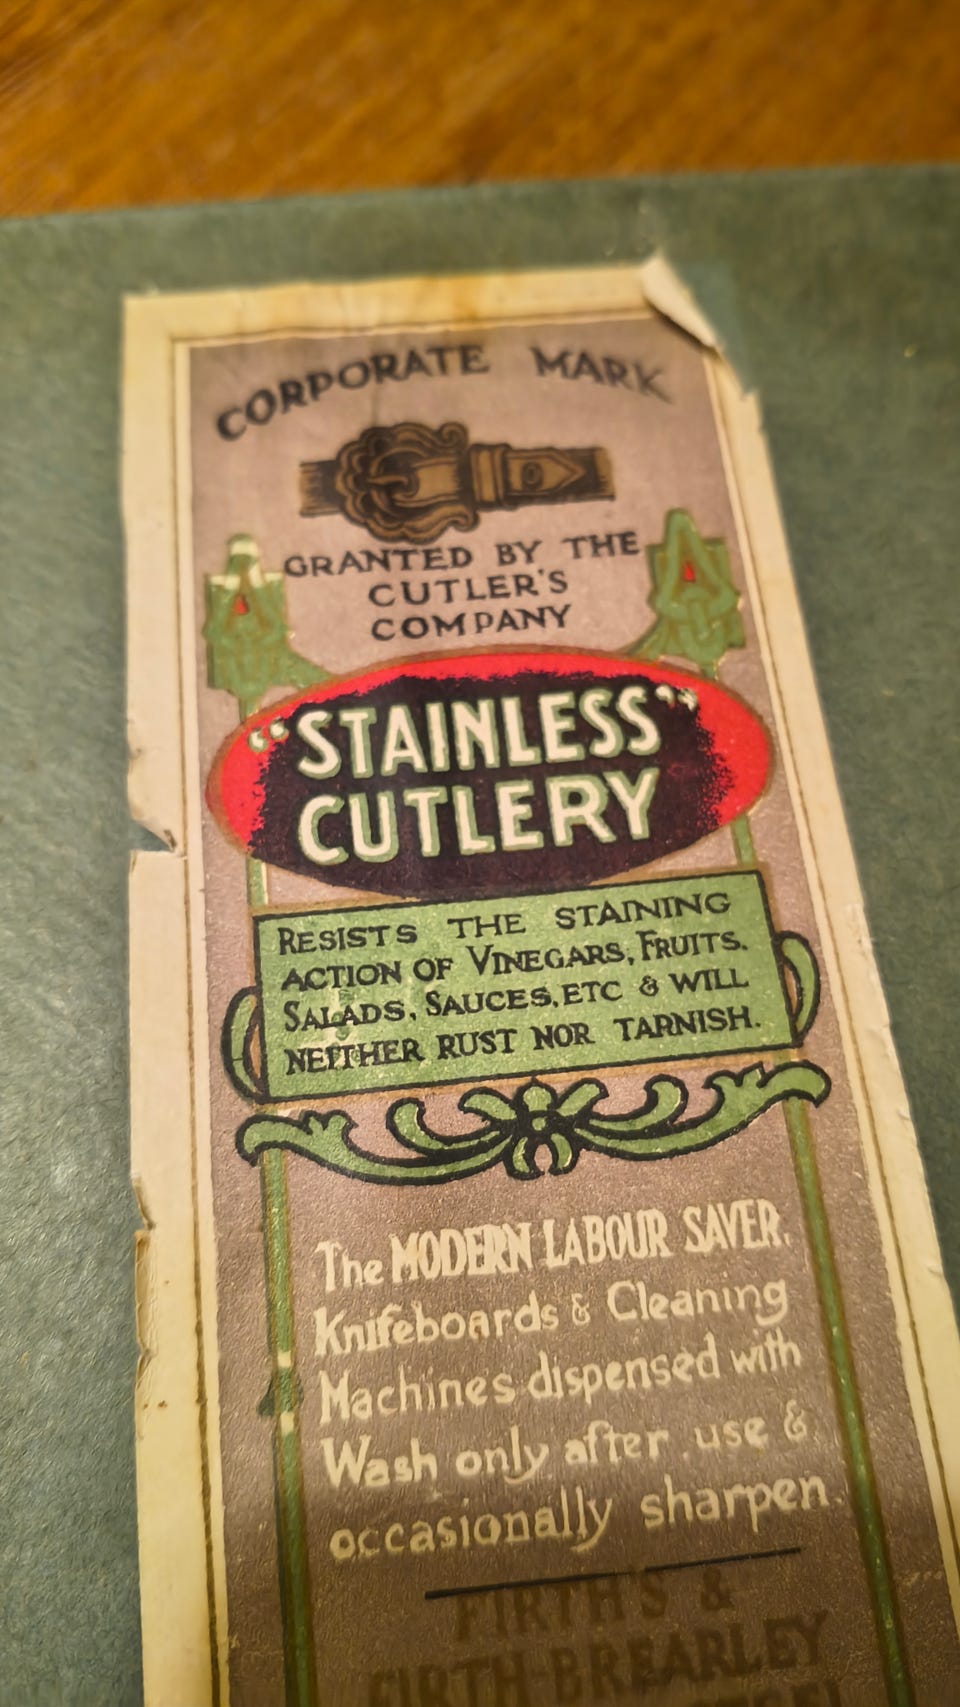 CORPORATE MARK
GRANTED BY THE
CUTLER'S
COMPANY
"STAINLESS"
CUTLERY
RESISTS THE STAINING
ACTION OF VINEGARS, FRUITS.
SALADS, SAUCES, ETC & WILL
NEITHER RUST NOR TARNISH.
The MODERN LABOUR SAVER.
Knifeboards & Cleaning
Machines dispensed with
Wash only after use &
occasionally sharpen.
FIRTH'S &
FIRTH BREARLEY